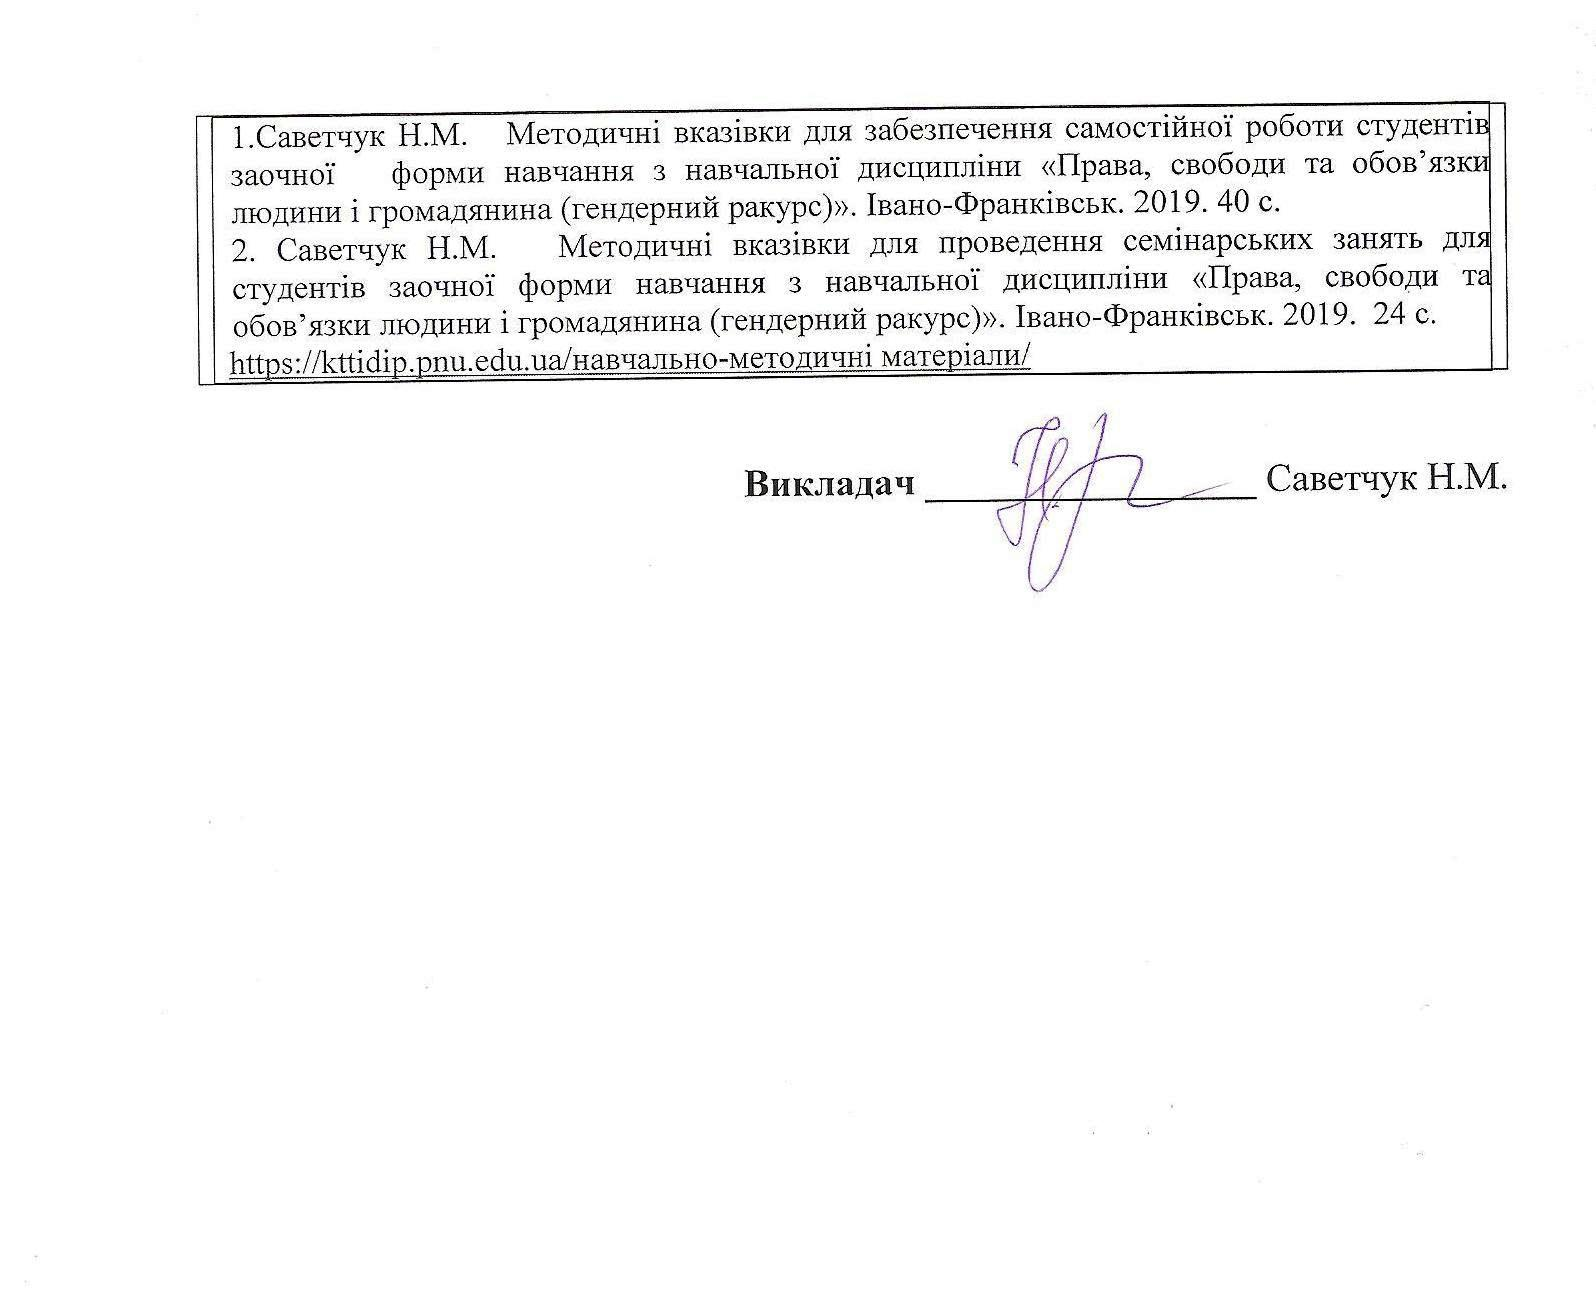 1.Саветчук Н.М. Методичні вказівки для забезпечення самостійної роботи студентів
заочної форми навчання з навчальної дисципліни «Права, свободи та обов’язки
людини і громадянина (гендерний ракурс)». Івано-Франківськ. 2019. 40 с.
2. Саветчук Н.М. Методичні вказівки для проведення семінарських занять для
студентів заочної форми навчання з навчальної дисципліни «Права, свободи та
обов’язки людини і громадянина (гендерний ракурс)». Івано-Франківськ. 2019. 24 с.
https://kttidip.pnu.edu.ua/навчально-методичні матеріали/
Викладач ________________ Саветчук Н.М.